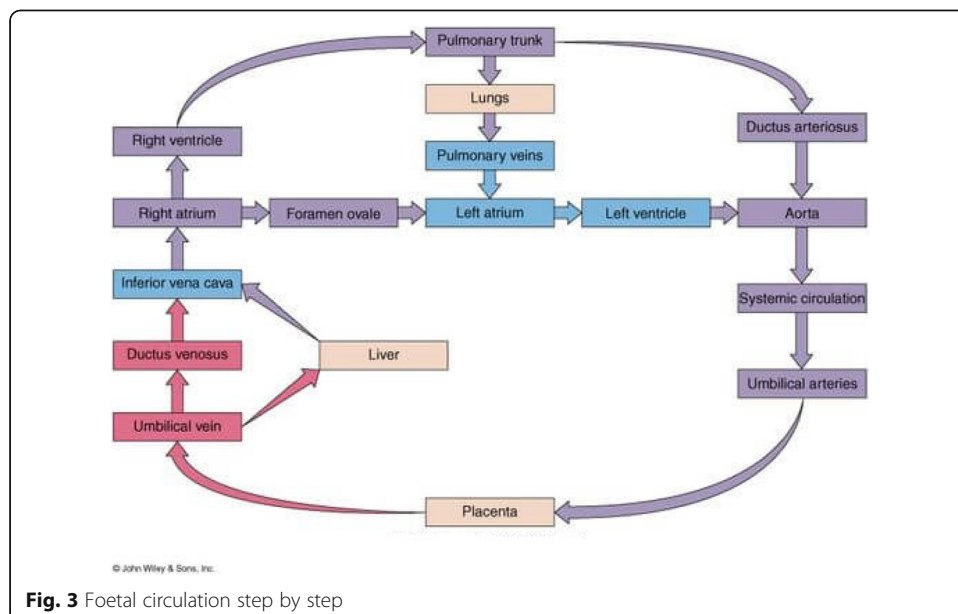 Pulmonary trunk
Lungs
Right ventricle
Ductus arteriosus
Pulmonary veins
Right atrium
Foramen ovale
Left atrium
Left ventricle
Aorta
Inferior vena cava
Systemic circulation
Ductus venosus
Liver
Umbilical arteries
Umbilical vein
Placenta
© John Wiley & Sons, Inc.
Fig. 3 Foetal circulation step by step